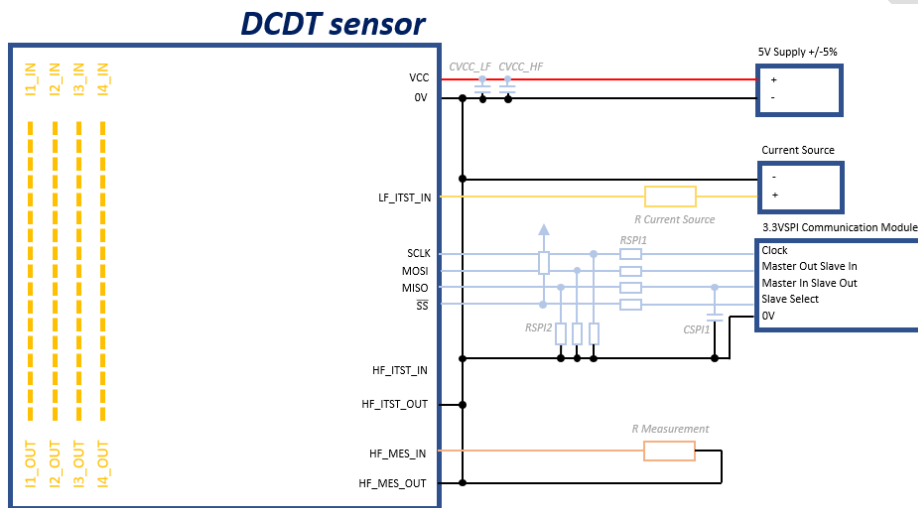 DCDT sensor
I1_IN
I2_IN
I3_IN
I4_IN
I1_OUT
I2_OUT
I3_OUT
I4_OUT
VCC
0V
LF_ITST_IN
SCLK
MOSI
MISO
SS
HF_ITST_IN
HF_ITST_OUT
HF_MES_IN
HF_MES_OUT
CVCC_LF CVCC_HF
R Current Source
RSPI1
RSPI2
CSPI1
R Measurement
5V Supply +/-5%
+
-
Current Source
-
+
3.3VSPI Communication Module
Clock
Master Out Slave In
Master In Slave Out
Slave Select
0V